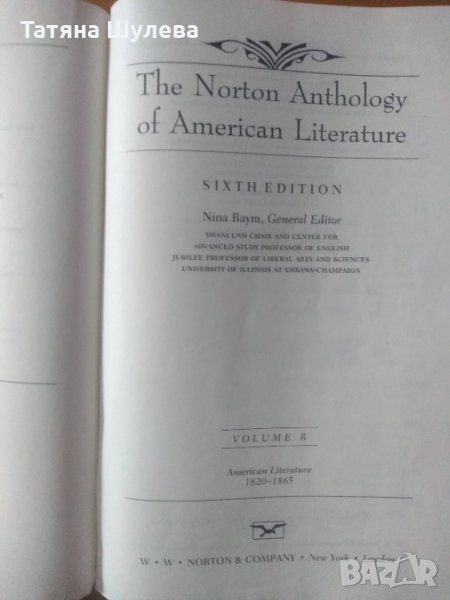 Татяна Шулева
The Norton Anthology
of American Literature
SIXTH EDITION
Nina Baym, General Editor
SWANLUND CHAIR AND CENTER FOR
ADVANCED STUDY PROFESSOR OF ENGLISH
JUBILEE PROFESSOR OF LIBERAL ARTS AND SCIENCES
UNIVERSITY OF ILLINOIS AT URBANA-CHAMPAIGN
VOLUME B
American Literature
1820–1865
W • W • NORTON & COMPANY • New York • London
BAZAR